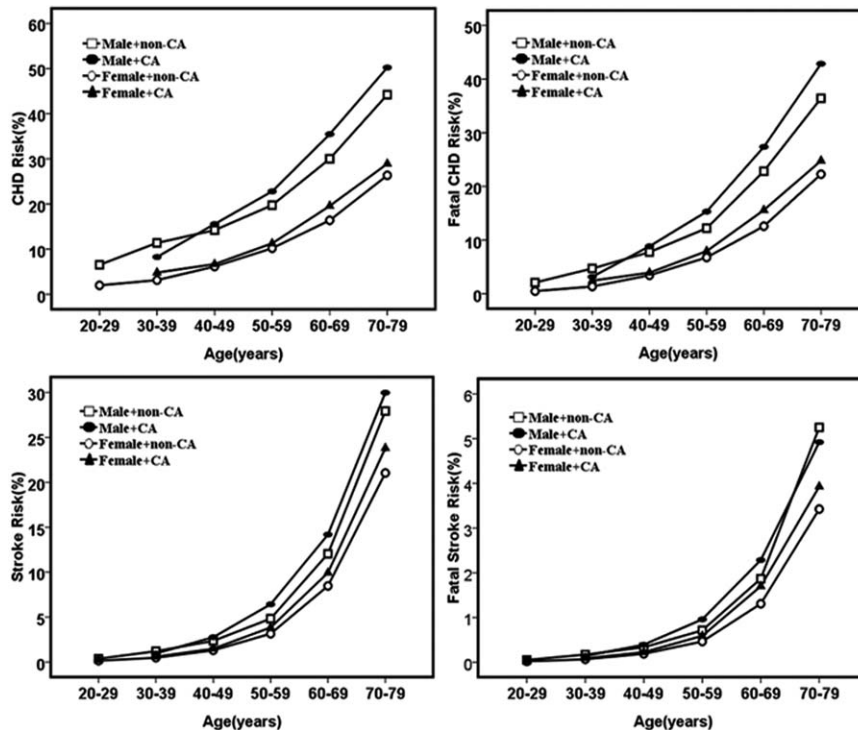 60
50
40
30
20
10
0
CHD Risk(%)
Male+non-CA
Male+CA
Female+non-CA
Female+CA
20-29 30-39 40-49 50-59 60-69 70-79
Age(years)
50
40
30
20
10
0
Fatal CHD Risk(%)
Male+non-CA
Male+CA
Female+non-CA
Female+CA
20-29 30-39 40-49 50-59 60-69 70-79
Age(years)
30
25
20
15
10
5
0
Stroke Risk(%)
Male+non-CA
Male+CA
Female+non-CA
Female+CA
20-29 30-39 40-49 50-59 60-69 70-79
Age(years)
6
5
4
3
2
1
0
Fatal Stroke Risk(%)
Male+non-CA
Male+CA
Female+non-CA
Female+CA
20-29 30-39 40-49 50-59 60-69 70-79
Age(years)